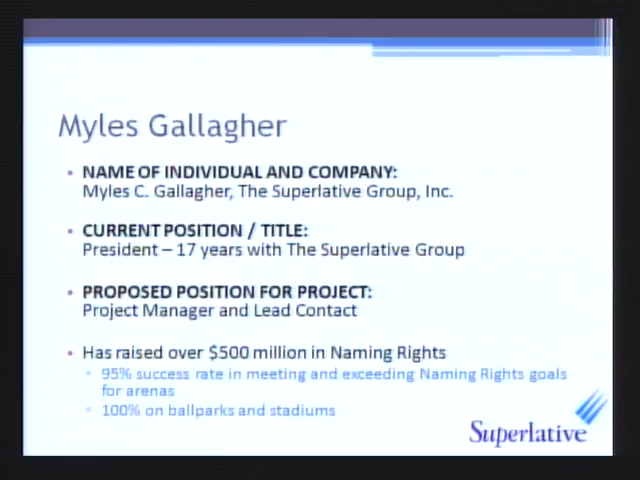 Myles Gallagher
• NAME OF INDIVIDUAL AND COMPANY:
Myles C. Gallagher, The Superlative Group, Inc.
• CURRENT POSITION / TITLE:
President – 17 years with The Superlative Group
• PROPOSED POSITION FOR PROJECT:
Project Manager and Lead Contact
• Has raised over $500 million in Naming Rights
▫ 95% success rate in meeting and exceeding Naming Rights goals
for arenas
▫ 100% on ballparks and stadiums
Superlative